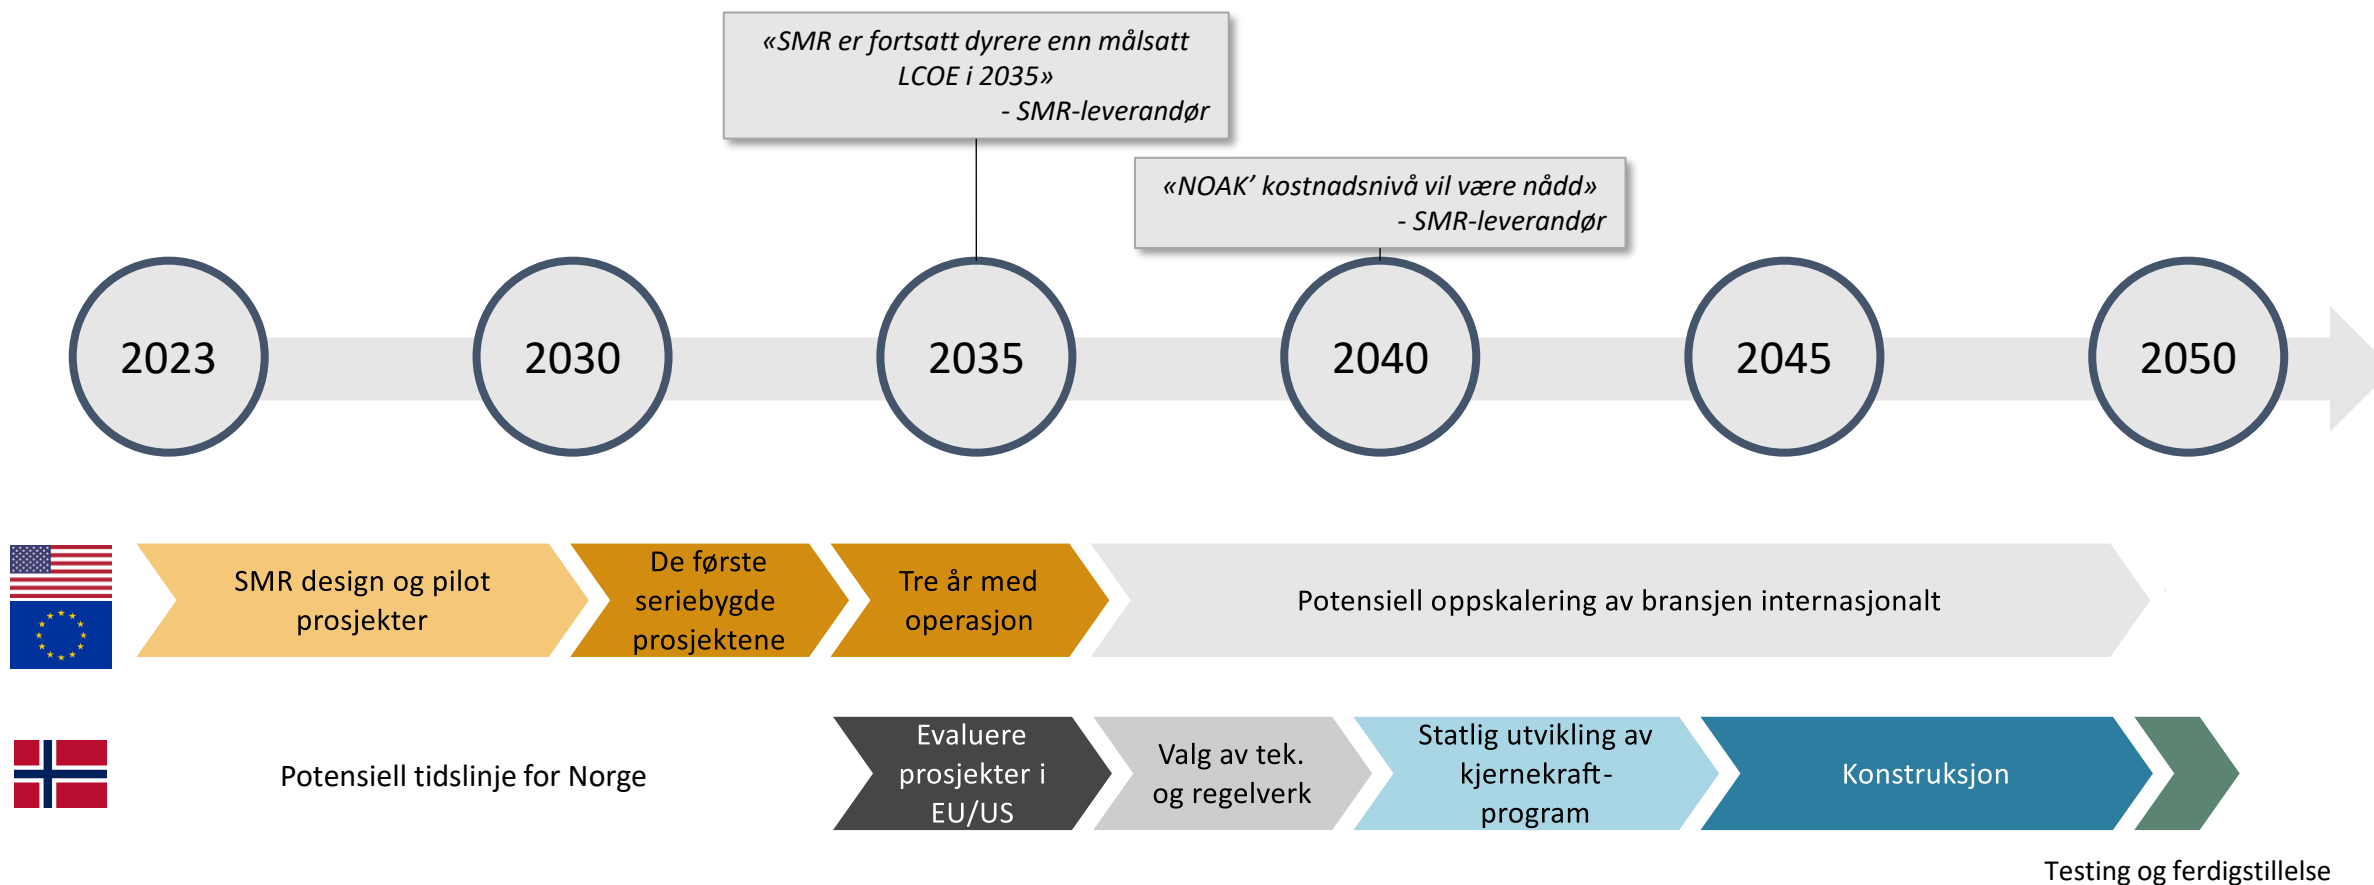 «SMR er fortsatt dyrere enn målsatt
LCOE i 2035»
- SMR-leverandør
«NOAK’ kostnadsnivå vil være nådd»
- SMR-leverandør
2023
2030
2035
2040
2045
2050
SMR design og pilot
prosjekter
De første
seriebygde
prosjektene
Tre år med
operasjon
Potensiell oppskalering av bransjen internasjonalt
Potensiell tidslinje for Norge
Evaluere
prosjekter i
EU/US
Valg av tek.
og regelverk
Statlig utvikling av
kjernekraft-
program
Konstruksjon
Testing og ferdigstillelse